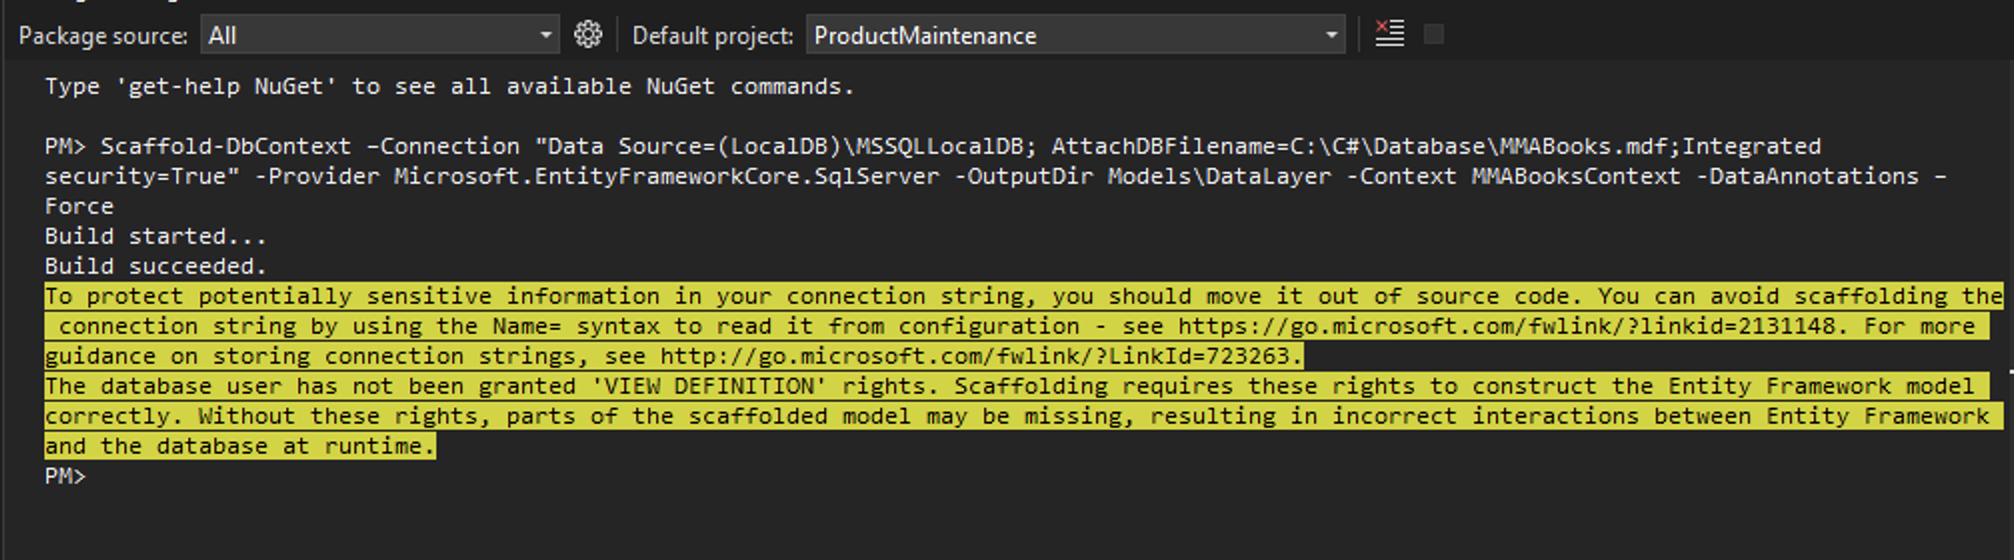 Package source: All Default project: ProductMaintenance
Type 'get-help NuGet' to see all available NuGet commands.
PM> Scaffold-DbContext –Connection "Data Source=(LocalDB)\MSSQLLocalDB; AttachDBFilename=C:\C#\Database\MMABooks.mdf;Integrated
security=True" -Provider Microsoft.EntityFrameworkCore.SqlServer -OutputDir Models\DataLayer -Context MMABooksContext -DataAnnotations –
Force
Build started...
Build succeeded.
To protect potentially sensitive information in your connection string, you should move it out of source code. You can avoid scaffolding the
connection string by using the Name= syntax to read it from configuration - see https://go.microsoft.com/fwlink/?linkid=2131148. For more
guidance on storing connection strings, see http://go.microsoft.com/fwlink/?LinkId=723263.
The database user has not been granted 'VIEW DEFINITION' rights. Scaffolding requires these rights to construct the Entity Framework model
correctly. Without these rights, parts of the scaffolded model may be missing, resulting in incorrect interactions between Entity Framework
and the database at runtime.
PM>